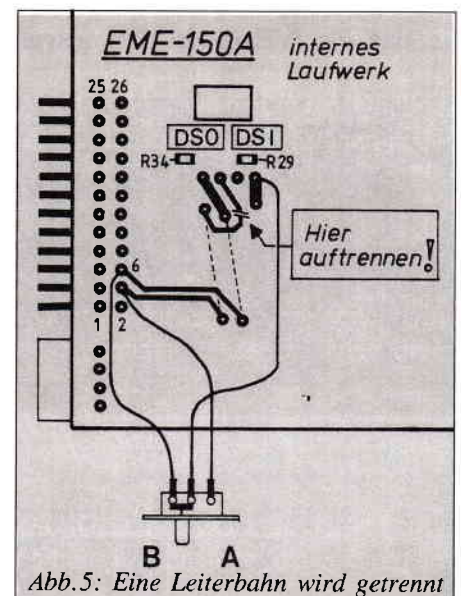 EME-150A
internes
Laufwerk
25 26
DS0 DS1
R34 R29
Hier
auftrennen!
6
1 2
B A
Abb.5: Eine Leiterbahn wird getrennt